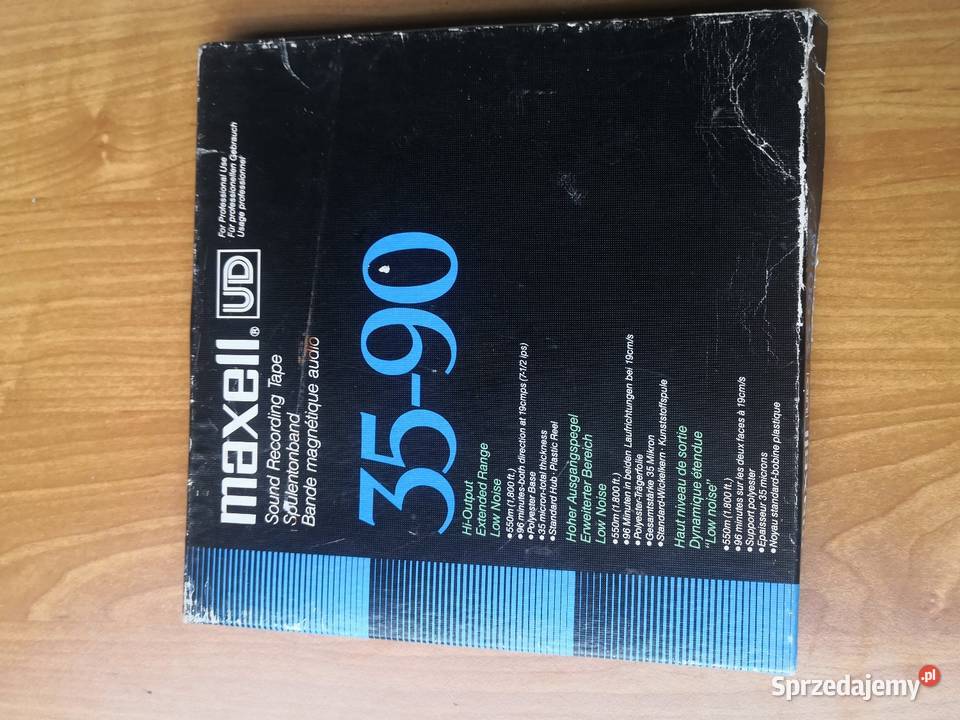 maxell® UD
For Professional Use
Für professionellen Gebrauch
Usage professionnel
Sound Recording Tape
Spulentonband
Bande magnétique audio
35-90
Hi-Output
Extended Range
Low Noise
•550m (1,800 ft.)
•96 minutes-both direction at 19cmps (7-1/2 ips)
•Polyester Base
•35 micron-total thickness
•Standard Hub·Plastic Reel
Hoher Ausgangspegel
Erweiterter Bereich
Low Noise
•550m (1.800 ft.)
•96 Minuten in beiden Laufrichtungen bei 19cm/s
•Polyester-Trägerfolie
•Gesamtstärke 35 Mikron
•Standard-Wickelkern·Kunststoffspule
Haut niveau de sortie
Dynamique étendue
"Low noise"
•550m (1.800 ft.)
•96 minutes sur les deux faces à 19cm/s
•Support polyester
•Epaisseur 35 microns
•Noyau standard-bobine plastique
Sprzedajemy.pl